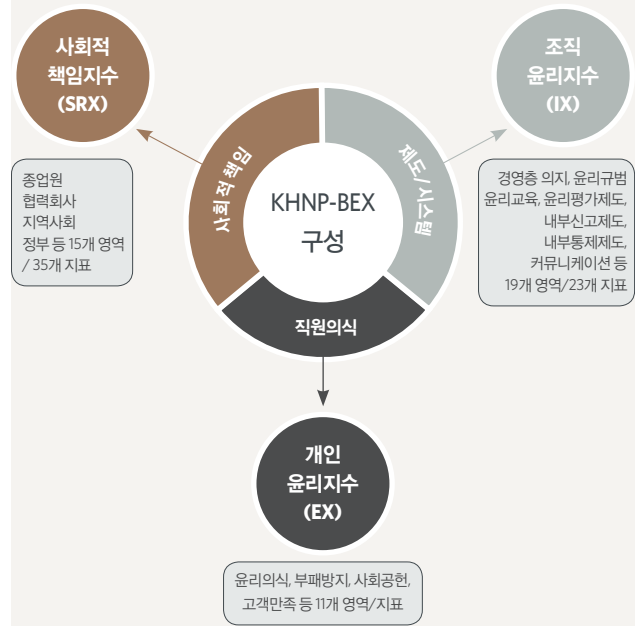 사회적
책임지수
(SRX)
조직
윤리지수
(IX)
사회적 책임
제도/시스템
KHNP-BEX
구성
직원의식
종업원
협력회사
지역사회
정부 등 15개 영역
/ 35개 지표
경영층 의지, 윤리규범
윤리교육, 윤리평가제도,
내부신고제도,
내부통제제도,
커뮤니케이션 등
19개 영역/23개 지표
개인
윤리지수
(EX)
윤리의식, 부패방지, 사회공헌,
고객만족 등 11개 영역/지표